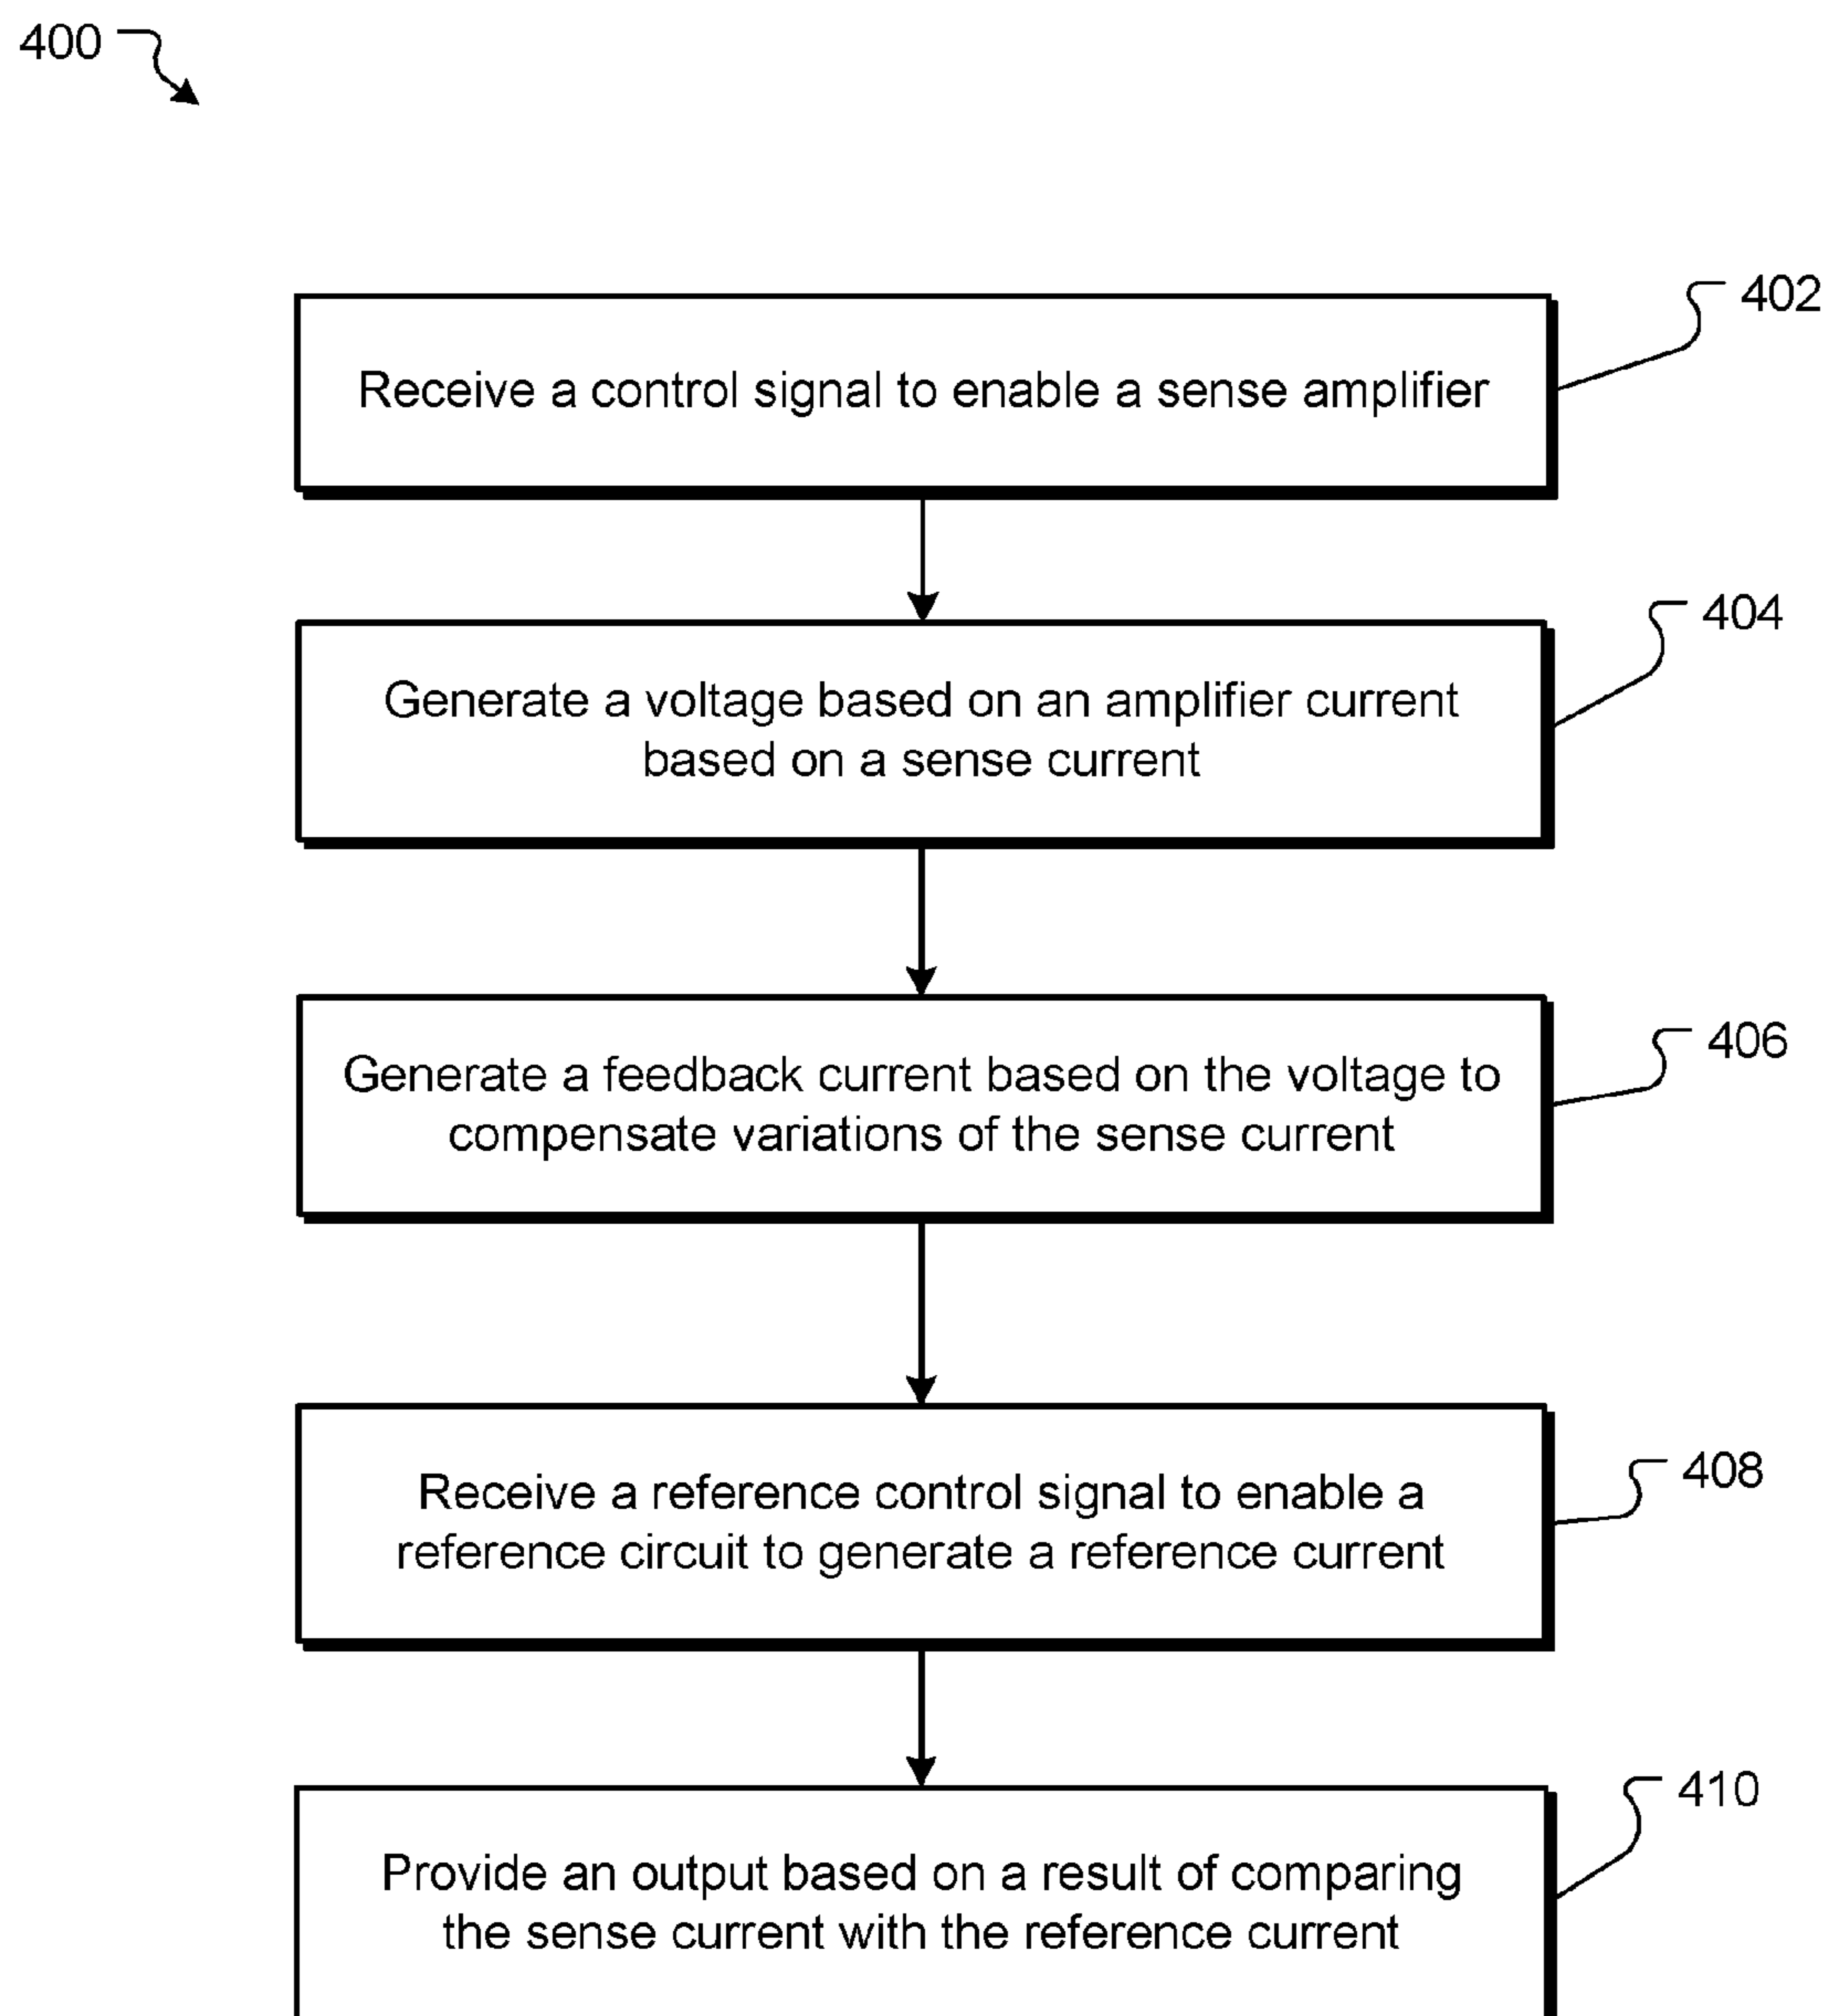 400
402
Receive a control signal to enable a sense amplifier
404
Generate a voltage based on an amplifier current
based on a sense current
406
Generate a feedback current based on the voltage to
compensate variations of the sense current
408
Receive a reference control signal to enable a
reference circuit to generate a reference current
410
Provide an output based on a result of comparing
the sense current with the reference current